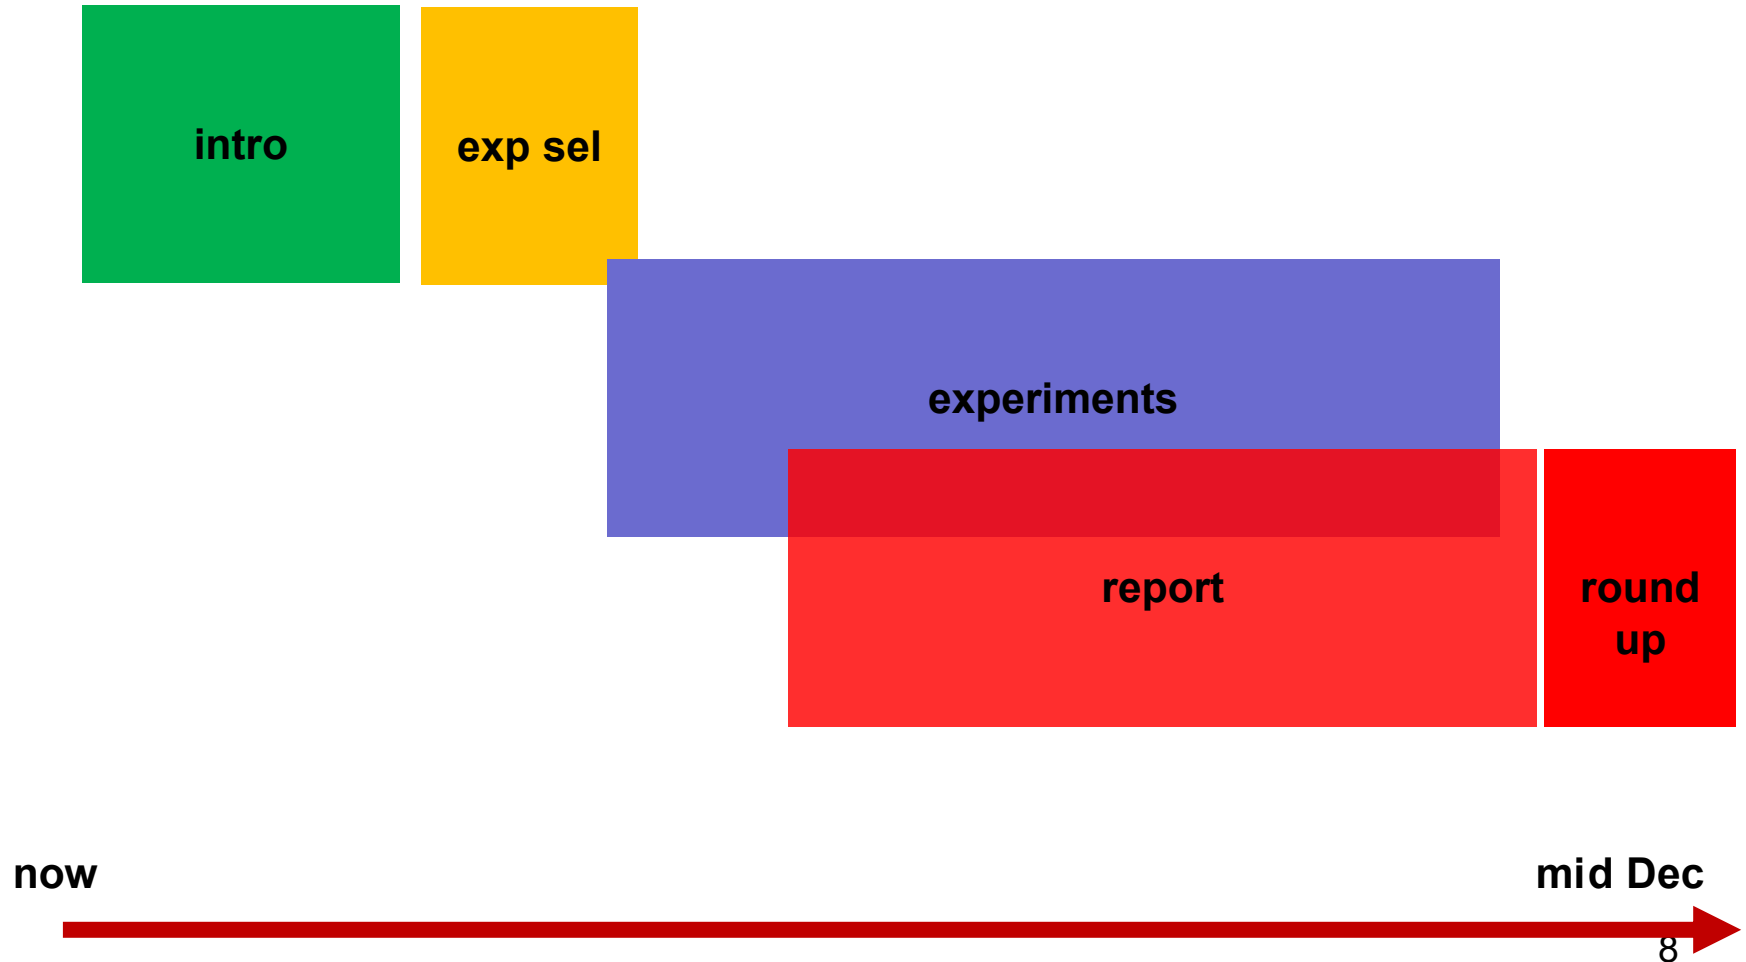 intro
exp sel
experiments
report
round
up
now
mid Dec
8